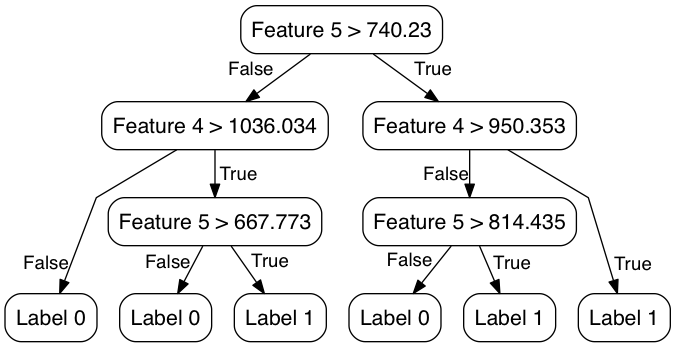 Feature 5 > 740.23
False
True
Feature 4 > 1036.034
Feature 4 > 950.353
True
False
Feature 5 > 667.773
Feature 5 > 814.435
False
False
True
False
True
True
Label 0
Label 0
Label 1
Label 0
Label 1
Label 1